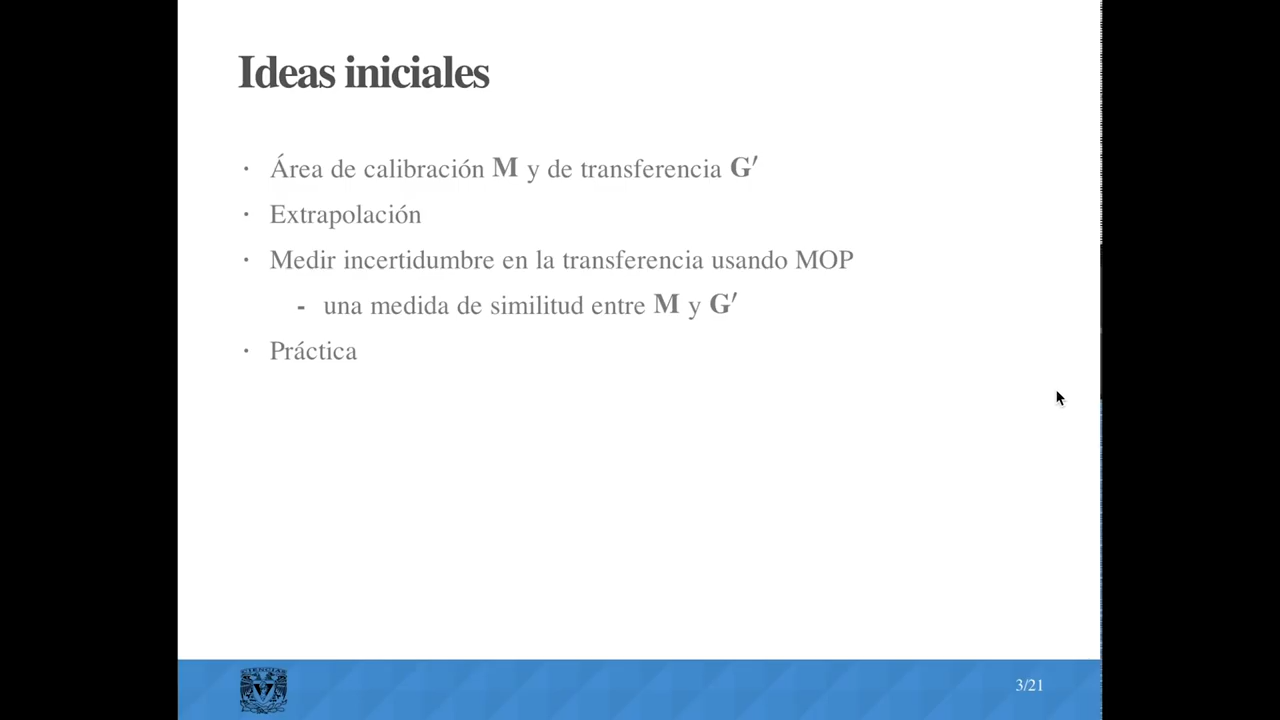 Ideas iniciales
· Área de calibración M y de transferencia G′
· Extrapolación
· Medir incertidumbre en la transferencia usando MOP
- una medida de similitud entre M y G′
· Práctica
CIENCIAS
3/21